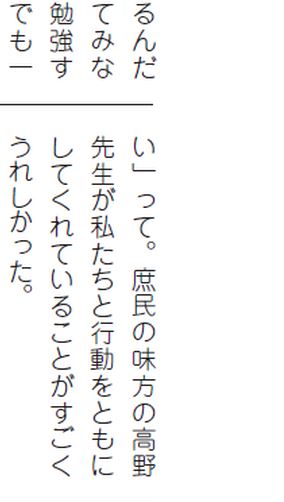 るんだ
てみな
勉強す
でも一
い」って。庶民の味方の高野
先生が私たちと行動をともに
してくれていることがすごく
うれしかった。